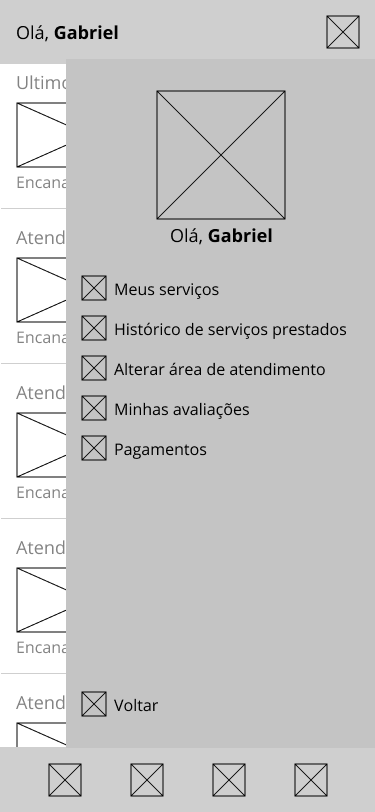 Olá, Gabriel
Ultimo
Encana
Atend
Encana
Atend
Encana
Atend
Encana
Atend
Olá, Gabriel
Meus serviços
Histórico de serviços prestados
Alterar área de atendimento
Minhas avaliações
Pagamentos
Voltar